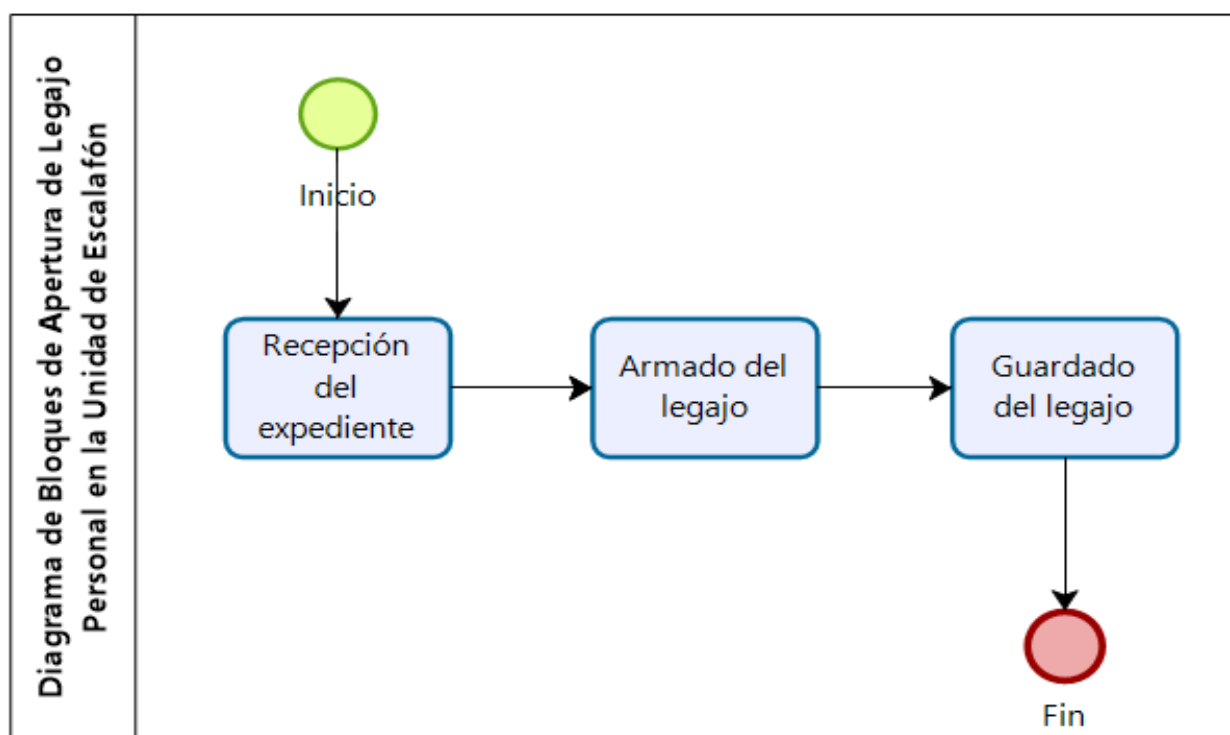 Diagrama de Bloques de Apertura de Legajo
Personal en la Unidad de Escalafón
Inicio
Recepción
del
expediente
Armado del
legajo
Guardado
del legajo
Fin